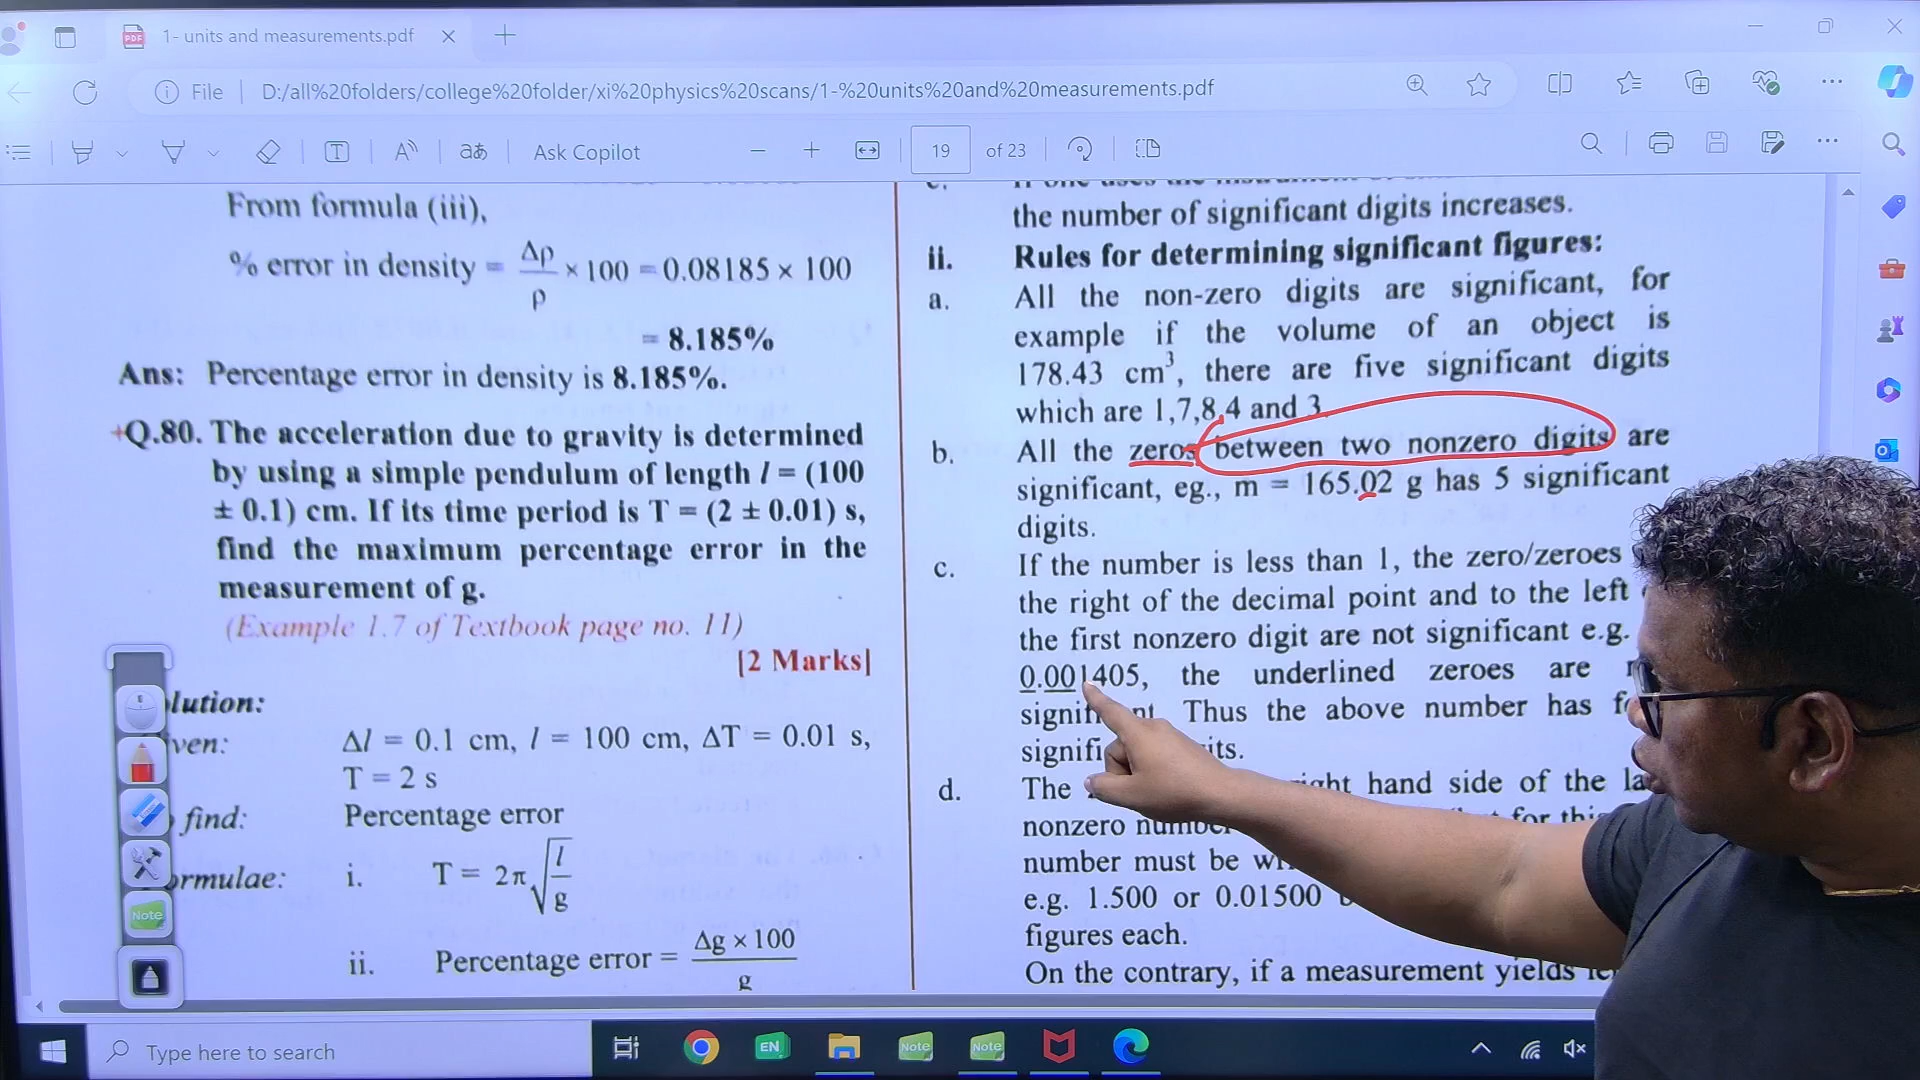 1- units and measurements.pdf
File
D:/all%20folders/college%20folder/xi%20physics%20scans/1-%20units%20and%20measurements.pdf
Ask Copilot
19 of 23
From formula (iii),
% error in density = Δρ/ρ × 100 = 0.08185 × 100
= 8.185%
Ans: Percentage error in density is 8.185%.
+Q.80. The acceleration due to gravity is determined
by using a simple pendulum of length l = (100
± 0.1) cm. If its time period is T = (2 ± 0.01) s,
find the maximum percentage error in the
measurement of g.
(Example 1.7 of Textbook page no. 11)
[2 Marks]
lution:
ven: Δl = 0.1 cm, l = 100 cm, ΔT = 0.01 s,
T = 2 s
find: Percentage error
ormulae: i. T = 2π√(l/g)
ii. Percentage error = Δg × 100/g
the number of significant digits increases.
ii. Rules for determining significant figures:
a. All the non-zero digits are significant, for
example if the volume of an object is
178.43 cm³, there are five significant digits
which are 1,7,8,4 and 3.
b. All the zeros between two nonzero digits are
significant, eg., m = 165.02 g has 5 significant
digits.
c. If the number is less than 1, the zero/zeroes
the right of the decimal point and to the left
the first nonzero digit are not significant e.g.
0.001405, the underlined zeroes are
Thus the above number has
d. The hand side of the
nonzero
number must be
e.g. 1.500 or 0.01500
figures each.
On the contrary, if a measurement yields
Note
Type here to search
EN
Note
Note